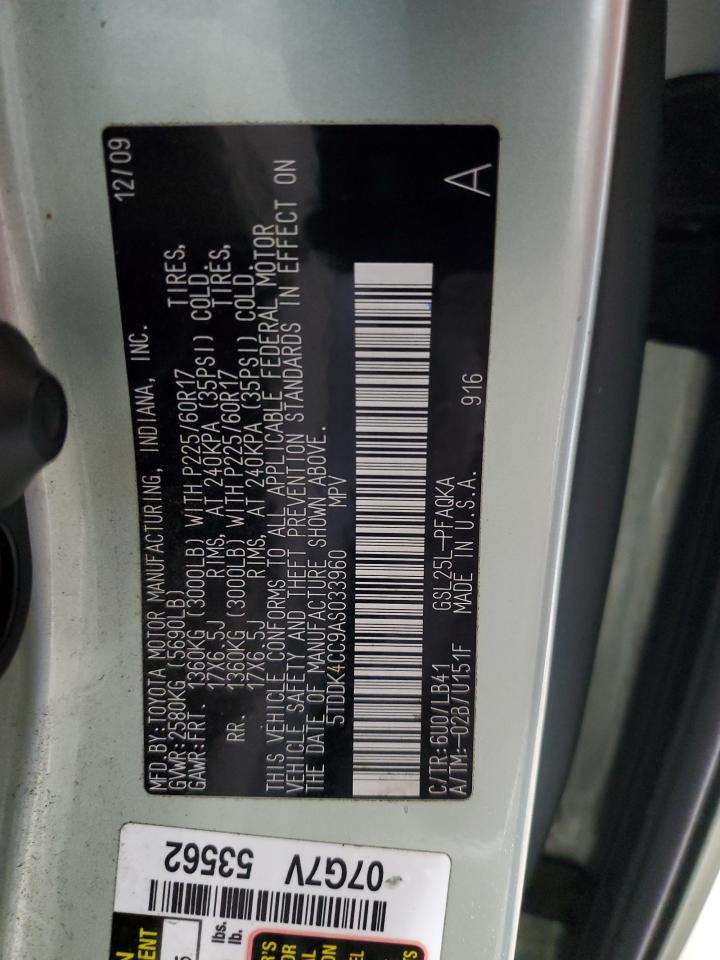 12/09
MFD.BY:TOYOTA MOTOR MANUFACTURING, INDIANA, INC.
GVWR:2580KG (5690LB)
GAWR:FRT. 1360KG (3000LB) WITH P225/60R17 TIRES,
17X6.5J RIMS, AT 240KPA (35PSI) COLD.
RR. 1360KG (3000LB) WITH P225/60R17 TIRES,
17X6.5J RIMS, AT 240KPA (35PSI) COLD.
THIS VEHICLE CONFORMS TO ALL APPLICABLE FEDERAL MOTOR
VEHICLE SAFETY AND THEFT PREVENTION STANDARDS IN EFFECT ON
THE DATE OF MANUFACTURE SHOWN ABOVE.
5TDDK4CC9AS033960 MPV
C/TR:6U0/LB41 GSL25L-PFAQKA
A/TM:-02B/U151F MADE IN U.S.A. 916
A
07G7V 53562
lbs.
lb.